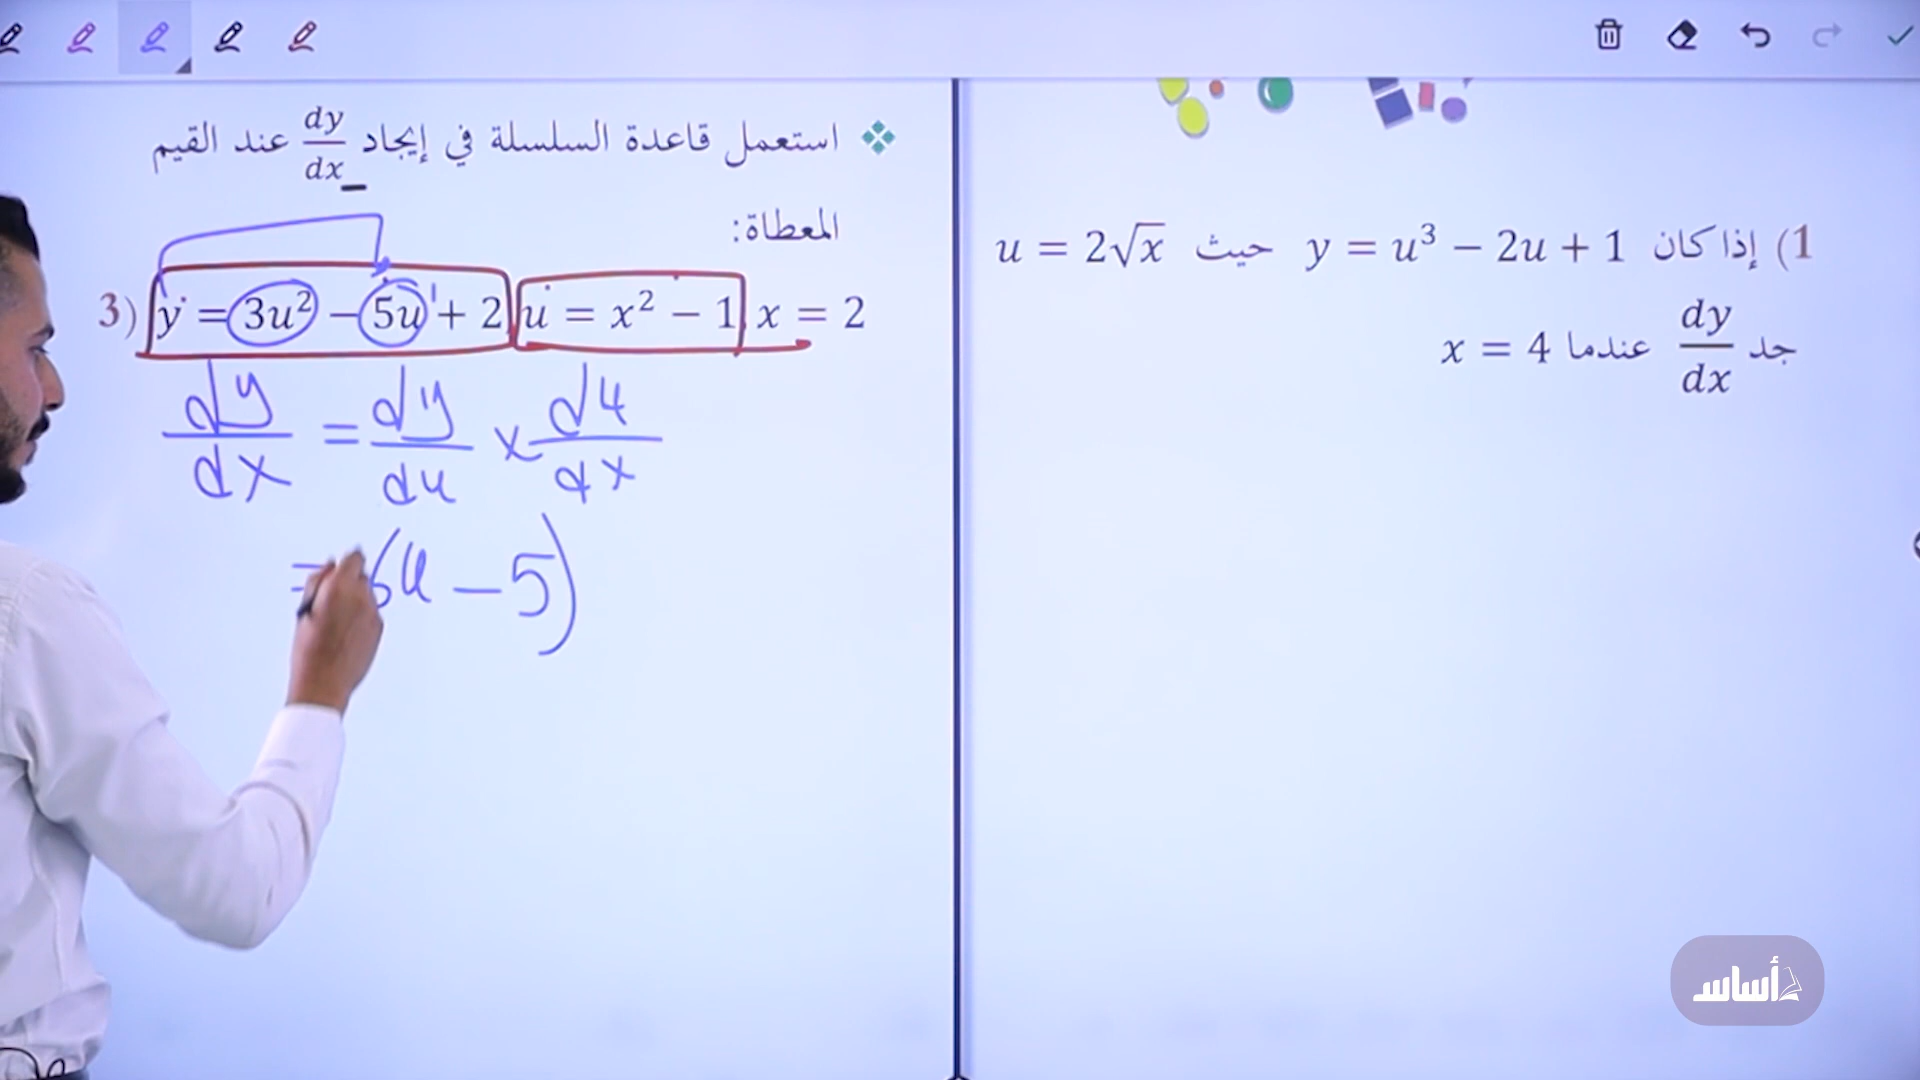 ❖ استعمل قاعدة السلسلة في إيجاد dy/dx عند القيم
المعطاة:
3) y = 3u² − 5u + 2, u = x² − 1, x = 2
dy/dx = dy/du × du/dx
= (6u − 5)
1) إذا كان y = u³ − 2u + 1 حيث u = 2√x
جد dy/dx عندما x = 4
أساس